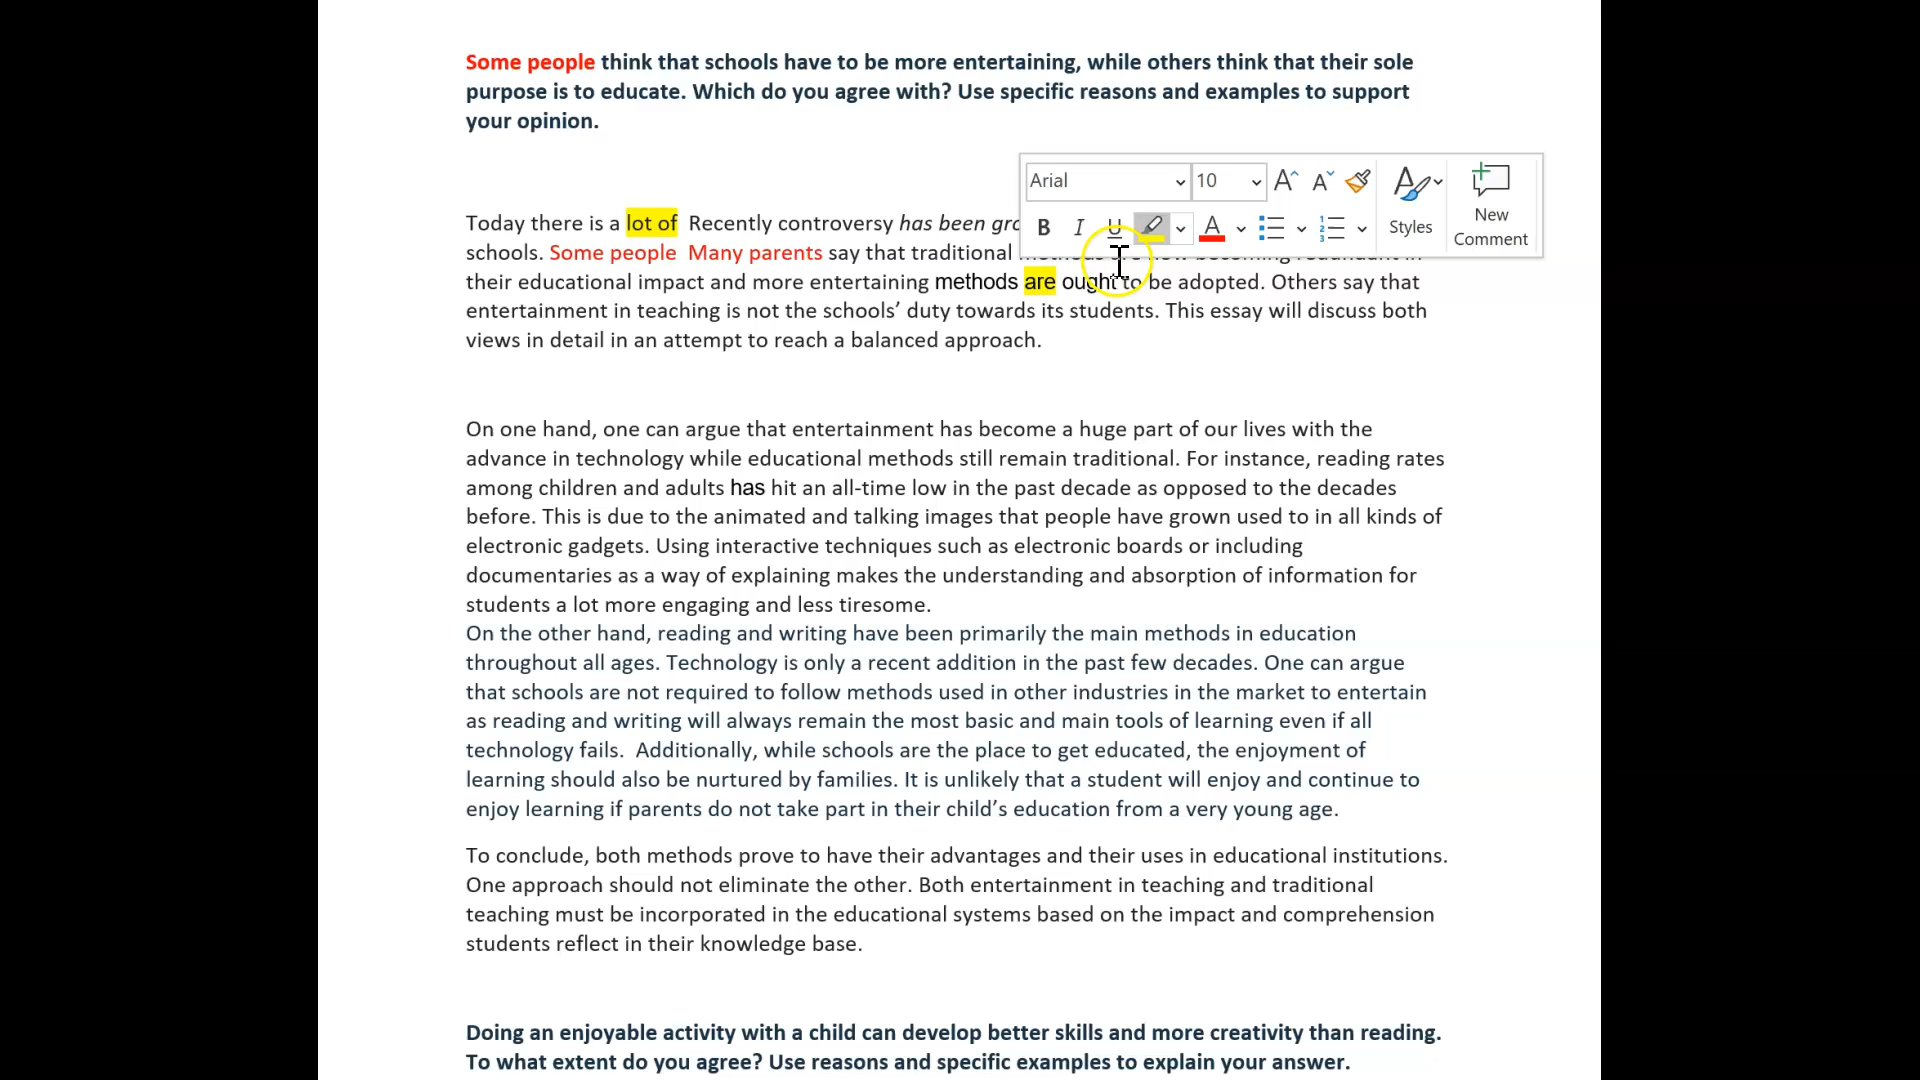 Some people think that schools have to be more entertaining, while others think that their sole
purpose is to educate. Which do you agree with? Use specific reasons and examples to support
your opinion.
Arial 10
Styles
New
Comment
Today there is a lot of Recently controversy has been gro
schools. Some people Many parents say that traditional methods are now becoming redundant in
their educational impact and more entertaining methods are ought to be adopted. Others say that
entertainment in teaching is not the schools’ duty towards its students. This essay will discuss both
views in detail in an attempt to reach a balanced approach.
On one hand, one can argue that entertainment has become a huge part of our lives with the
advance in technology while educational methods still remain traditional. For instance, reading rates
among children and adults has hit an all-time low in the past decade as opposed to the decades
before. This is due to the animated and talking images that people have grown used to in all kinds of
electronic gadgets. Using interactive techniques such as electronic boards or including
documentaries as a way of explaining makes the understanding and absorption of information for
students a lot more engaging and less tiresome.
On the other hand, reading and writing have been primarily the main methods in education
throughout all ages. Technology is only a recent addition in the past few decades. One can argue
that schools are not required to follow methods used in other industries in the market to entertain
as reading and writing will always remain the most basic and main tools of learning even if all
technology fails. Additionally, while schools are the place to get educated, the enjoyment of
learning should also be nurtured by families. It is unlikely that a student will enjoy and continue to
enjoy learning if parents do not take part in their child’s education from a very young age.
To conclude, both methods prove to have their advantages and their uses in educational institutions.
One approach should not eliminate the other. Both entertainment in teaching and traditional
teaching must be incorporated in the educational systems based on the impact and comprehension
students reflect in their knowledge base.
Doing an enjoyable activity with a child can develop better skills and more creativity than reading.
To what extent do you agree? Use reasons and specific examples to explain your answer.